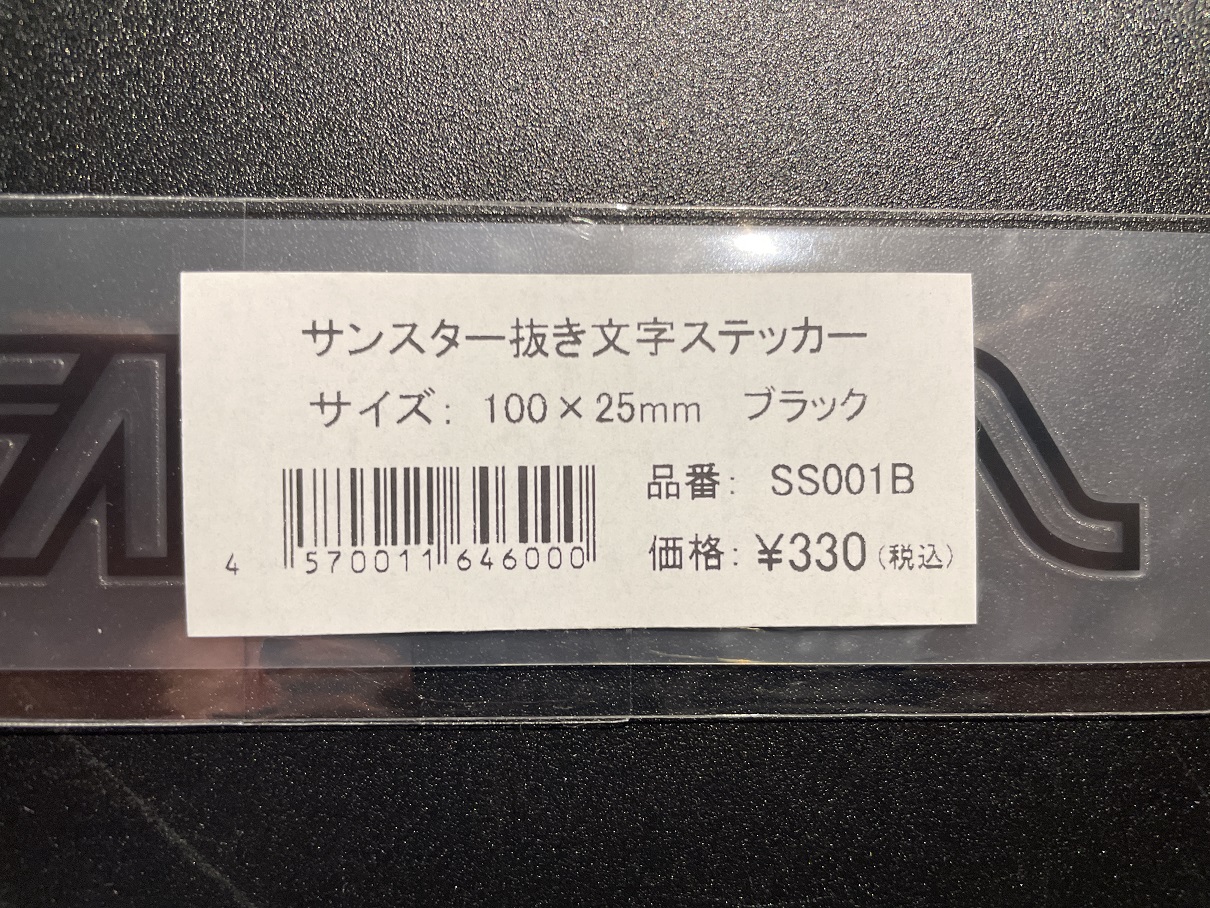 サンスター抜き文字ステッカー
サイズ: 100×25mm ブラック
品番: SS001B
価格: ¥330(税込)
4 570011 646000